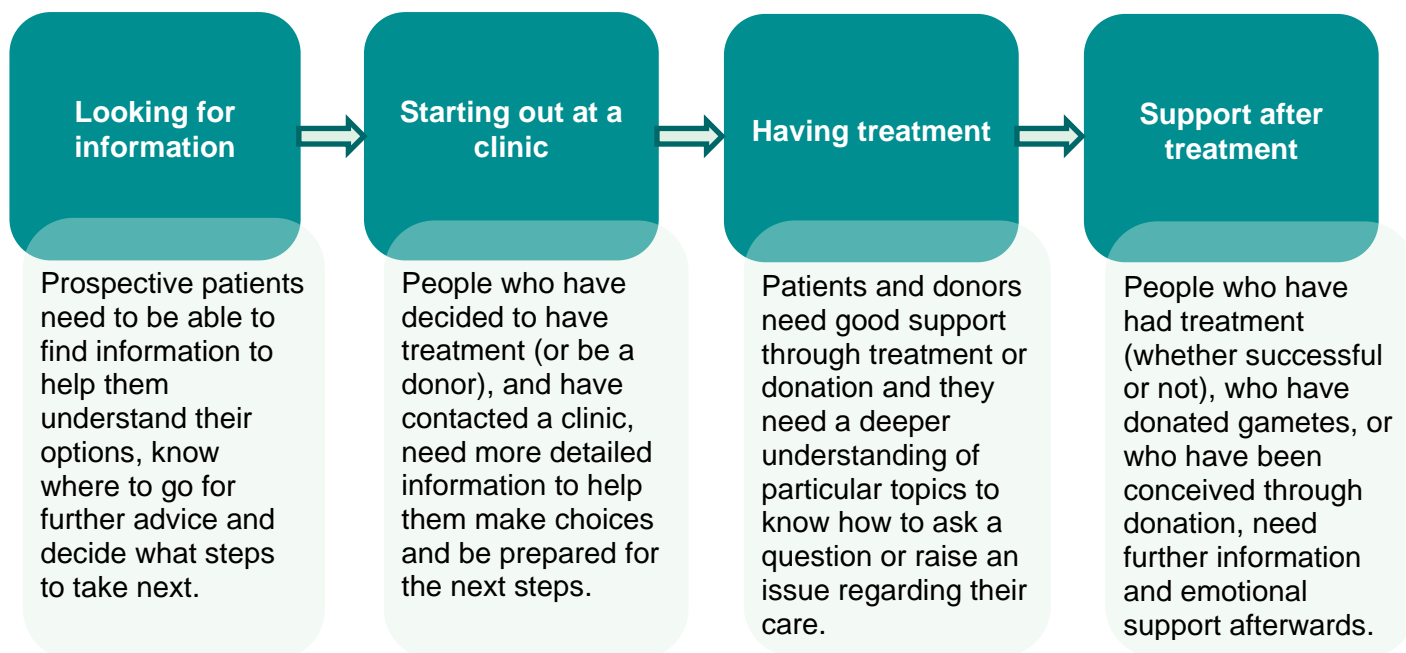 Looking for
information
Prospective patients
need to be able to
find information to
help them
understand their
options, know
where to go for
further advice and
decide what steps
to take next.
Starting out at a
clinic
People who have
decided to have
treatment (or be a
donor), and have
contacted a clinic,
need more detailed
information to help
them make choices
and be prepared for
the next steps.
Having treatment
Patients and donors
need good support
through treatment or
donation and they
need a deeper
understanding of
particular topics to
know how to ask a
question or raise an
issue regarding their
care.
Support after
treatment
People who have
had treatment
(whether successful
or not), who have
donated gametes, or
who have been
conceived through
donation, need
further information
and emotional
support afterwards.